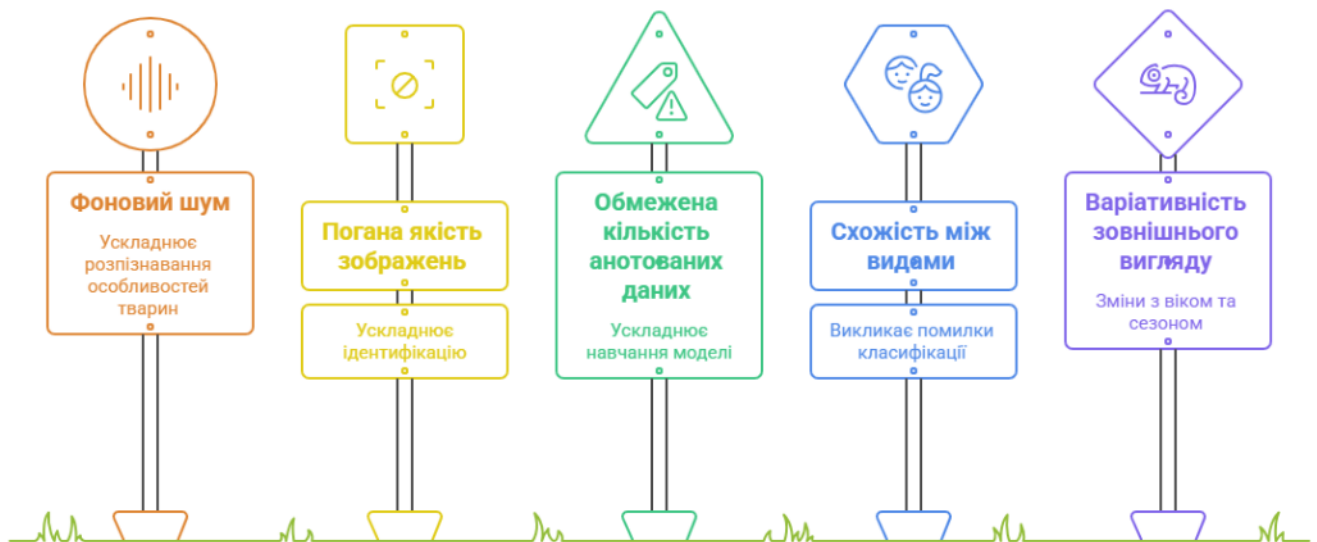 Фоновий шум
Ускладнює
розпізнавання
особливостей
тварин
Погана якість
зображень
Ускладнює
ідентифікацію
Обмежена
кількість
анотованих
даних
Ускладнює
навчання моделі
Схожість між
видами
Викликає помилки
класифікації
Варіативність
зовнішнього
вигляду
Зміни з віком та
сезоном